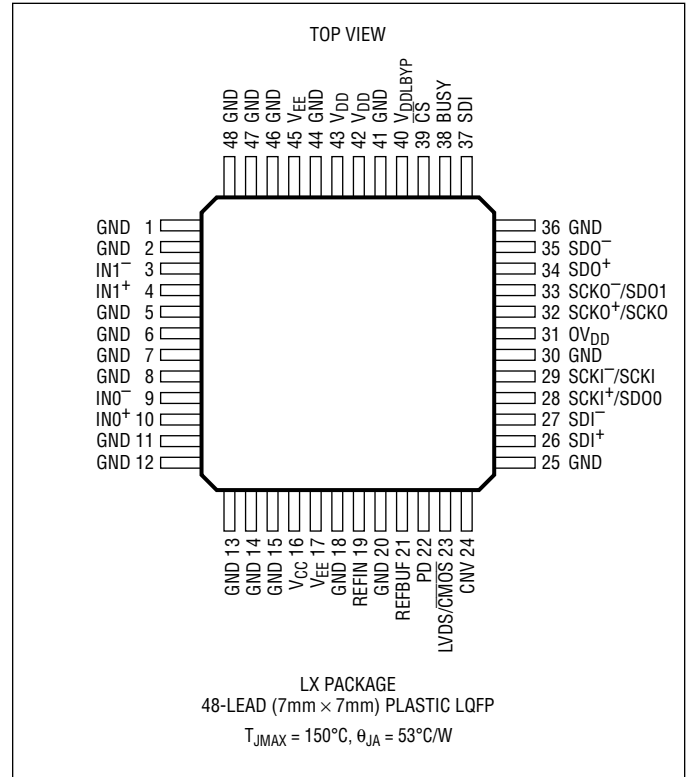 TOP VIEW
48 GND
47 GND
46 GND
45 VEE
44 GND
43 VDD
42 VDD
41 GND
40 VDDLBYP
39 C̅S̅
38 BUSY
37 SDI
GND 1
GND 2
IN1⁻ 3
IN1⁺ 4
GND 5
GND 6
GND 7
GND 8
IN0⁻ 9
IN0⁺ 10
GND 11
GND 12
36 GND
35 SDO⁻
34 SDO⁺
33 SCKO⁻/SDO1
32 SCKO⁺/SCKO
31 OVDD
30 GND
29 SCKI⁻/SCKI
28 SCKI⁺/SDO0
27 SDI⁻
26 SDI⁺
25 GND
GND 13
GND 14
GND 15
VCC 16
VEE 17
GND 18
REFIN 19
GND 20
REFBUF 21
PD 22
LVDS/C̅M̅O̅S̅ 23
CNV 24
LX PACKAGE
48-LEAD (7mm × 7mm) PLASTIC LQFP
TJMAX = 150°C, θJA = 53°C/W